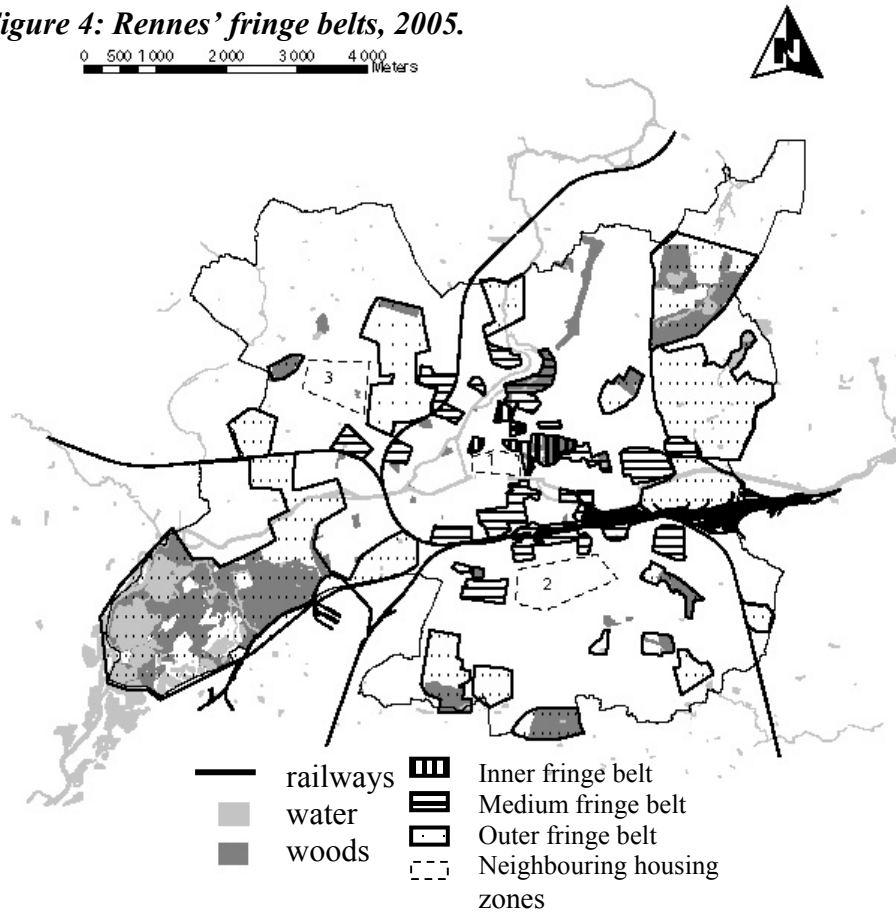 igure 4: Rennes’ fringe belts, 2005.
0 500 1 000 2 000 3 000 4 000
Meters
N
3
1
2
railways
water
woods
Inner fringe belt
Medium fringe belt
Outer fringe belt
Neighbouring housing
zones